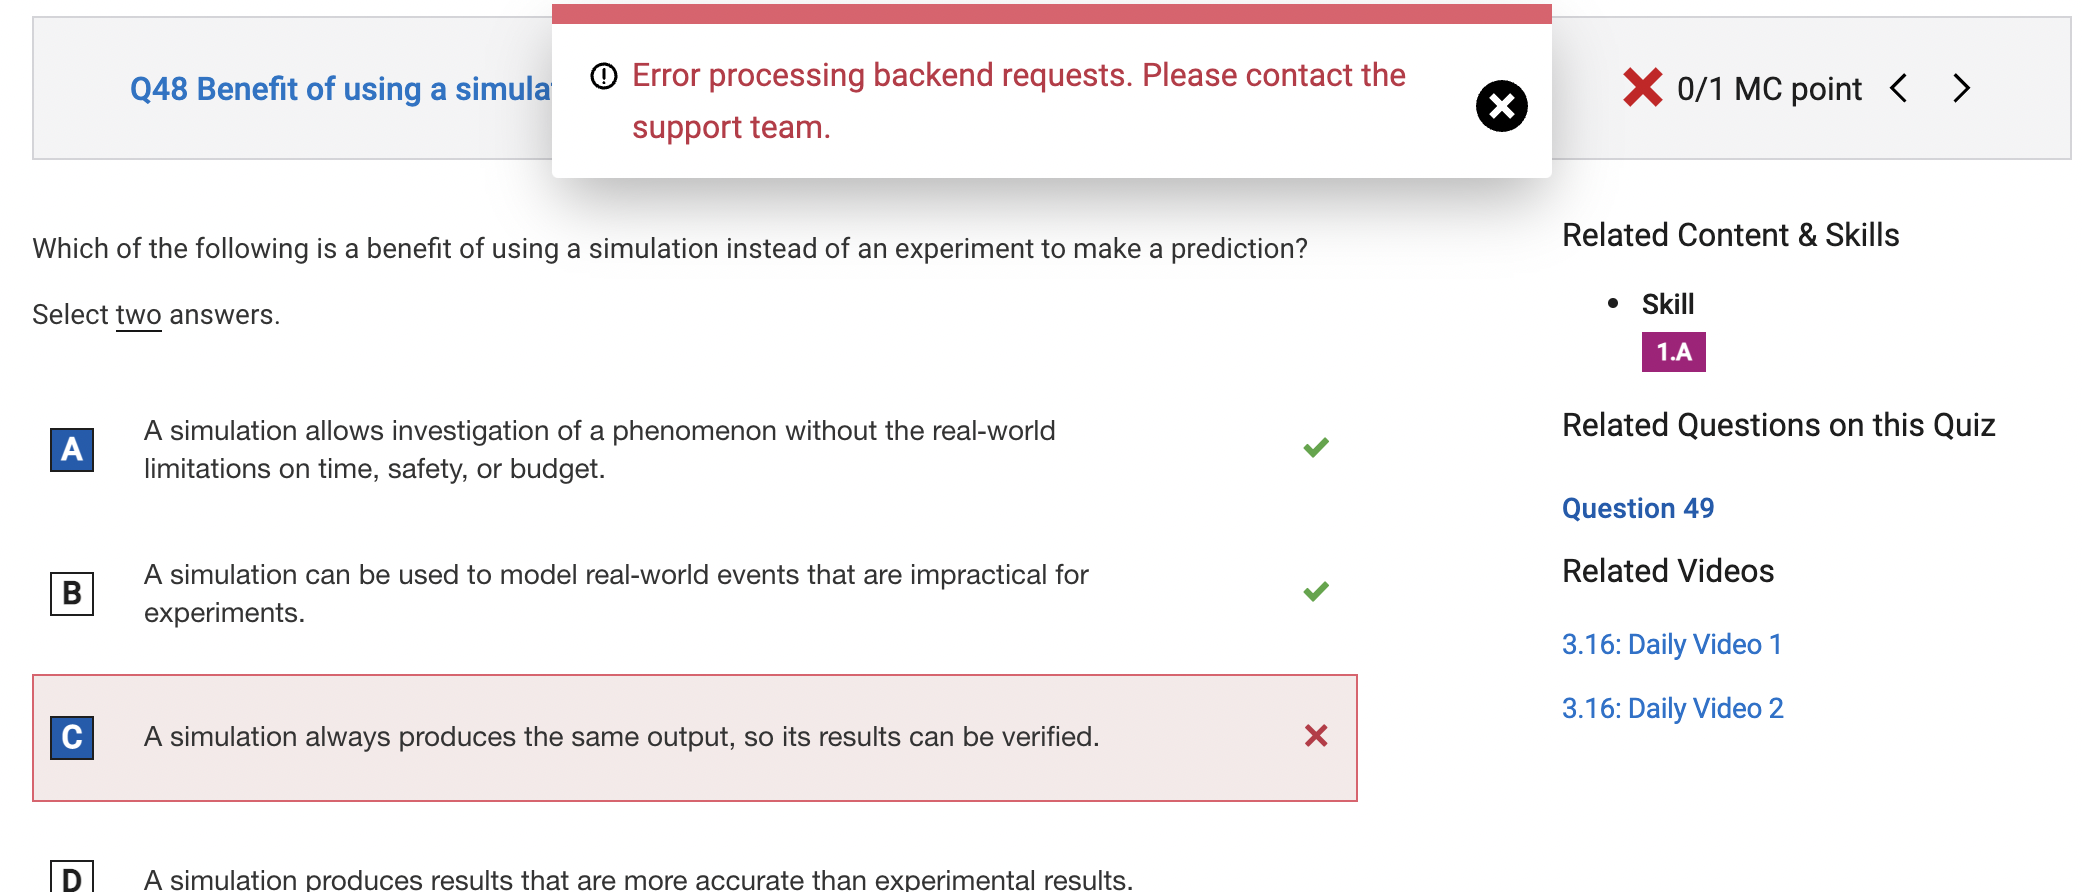 Error processing backend requests. Please contact the
support team.
Q48 Benefit of using a
0/1 MC point
Which of the following is a benefit of using a simulation instead of an experiment to make a prediction?
Select two answers.
A
A simulation allows investigation of a phenomenon without the real-world
limitations on time, safety, or budget.
B
A simulation can be used to model real-world events that are impractical for
experiments.
C
A simulation always produces the same output, so its results can be verified.
D
A simulation produces results that are more accurate than experimental results.
Related Content & Skills
Skill
1.A
Related Questions on this Quiz
Question 49
Related Videos
3.16: Daily Video 1
3.16: Daily Video 2